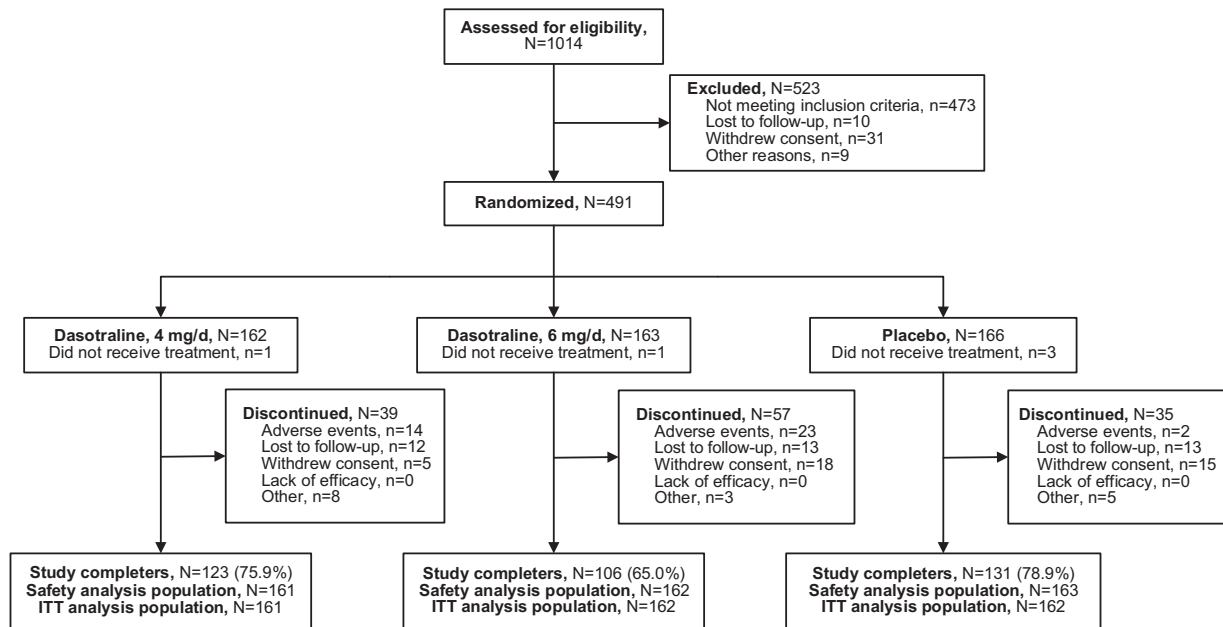 Assessed for eligibility,
N=1014
Excluded, N=523
Not meeting inclusion criteria, n=473
Lost to follow-up, n=10
Withdrew consent, n=31
Other reasons, n=9
Randomized, N=491
Dasotraline, 4 mg/d, N=162
Did not receive treatment, n=1
Dasotraline, 6 mg/d, N=163
Did not receive treatment, n=1
Placebo, N=166
Did not receive treatment, n=3
Discontinued, N=39
Adverse events, n=14
Lost to follow-up, n=12
Withdrew consent, n=5
Lack of efficacy, n=0
Other, n=8
Discontinued, N=57
Adverse events, n=23
Lost to follow-up, n=13
Withdrew consent, n=18
Lack of efficacy, n=0
Other, n=3
Discontinued, N=35
Adverse events, n=2
Lost to follow-up, n=13
Withdrew consent, n=15
Lack of efficacy, n=0
Other, n=5
Study completers, N=123 (75.9%)
Safety analysis population, N=161
ITT analysis population, N=161
Study completers, N=106 (65.0%)
Safety analysis population, N=162
ITT analysis population, N=162
Study completers, N=131 (78.9%)
Safety analysis population, N=163
ITT analysis population, N=162